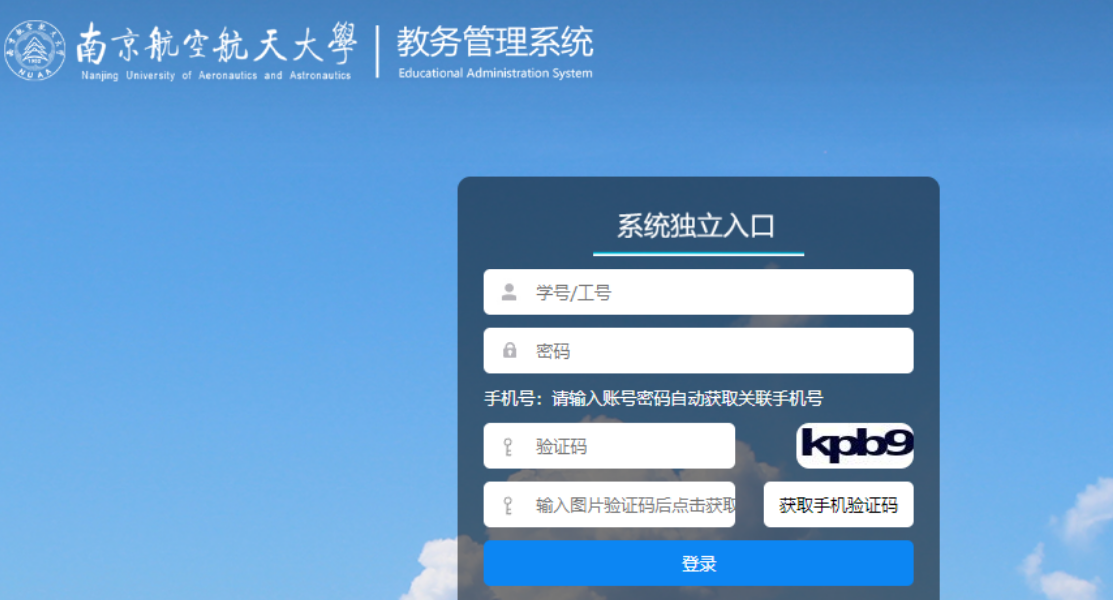 南京航空航天大學
Nanjing University of Aeronautics and Astronautics
教务管理系统
Educational Administration System
系统独立入口
学号/工号
密码
手机号：请输入账号密码自动获取关联手机号
验证码
kpb9
输入图片验证码后点击获取
获取手机验证码
登录